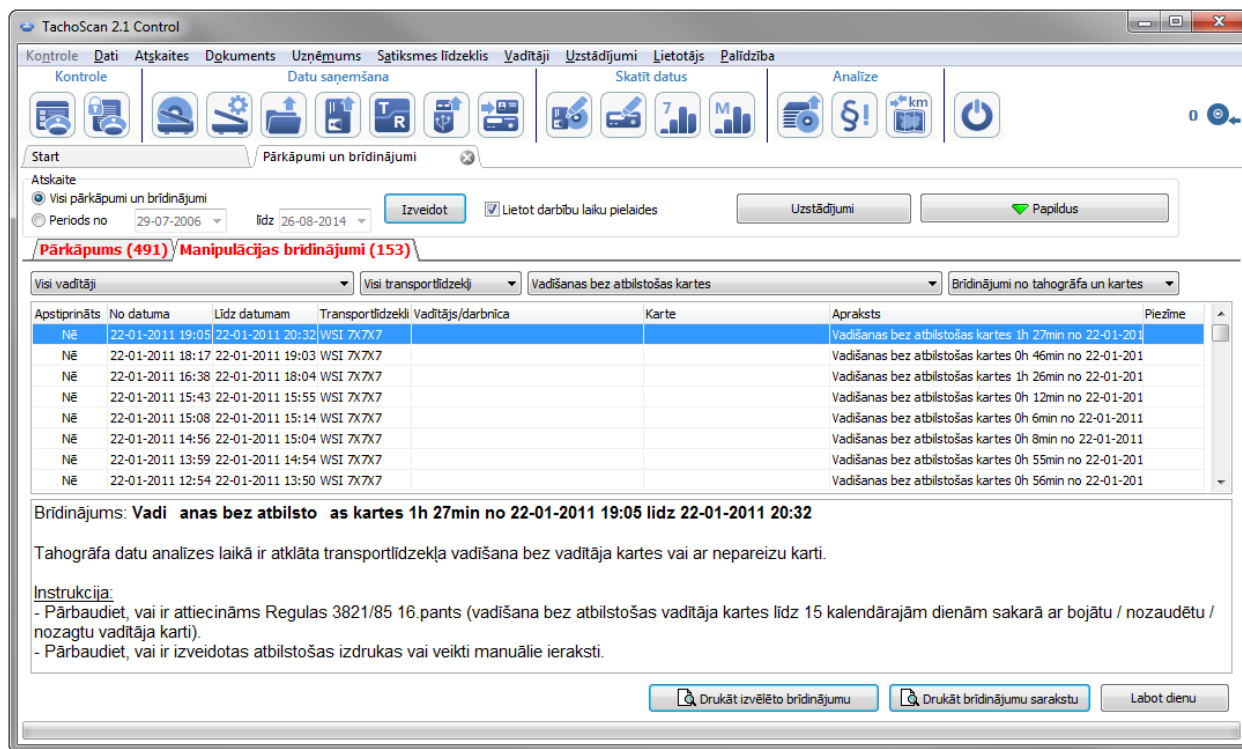 TachoScan 2.1 Control
Kontrole Dati Atskaites Dokuments Uzņēmums Satiksmes līdzeklis Vadītāji Uzstādījumi Lietotājs Palīdzība
Kontrole Datu saņemšana Skatīt datus Analīze
T R 7 M §! km 0
Start Pārkāpumi un brīdinājumi
Atskaite
Visi pārkāpumi un brīdinājumi
Periods no 29-07-2006 līdz 26-08-2014 Izveidot Lietot darbību laiku pielaides Uzstādījumi Papildus
Pārkāpums (491) Manipulācijas brīdinājumi (153)
Visi vadītāji Visi transportlīdzekļi Vadīšanas bez atbilstošas kartes Brīdinājumi no tahogrāfa un kartes
Apstiprināts No datuma Līdz datumam Transportlīdzekli Vadītājs/darbnīca Karte Apraksts Piezīme
Nē 22-01-2011 19:05 22-01-2011 20:32 WSI 7X7X7 Vadišanas bez atbilstošas kartes 1h 27min no 22-01-201
Nē 22-01-2011 18:17 22-01-2011 19:03 WSI 7X7X7 Vadišanas bez atbilstošas kartes 0h 46min no 22-01-201
Nē 22-01-2011 16:38 22-01-2011 18:04 WSI 7X7X7 Vadišanas bez atbilstošas kartes 1h 26min no 22-01-201
Nē 22-01-2011 15:43 22-01-2011 15:55 WSI 7X7X7 Vadišanas bez atbilstošas kartes 0h 12min no 22-01-201
Nē 22-01-2011 15:08 22-01-2011 15:14 WSI 7X7X7 Vadišanas bez atbilstošas kartes 0h 6min no 22-01-2011
Nē 22-01-2011 14:56 22-01-2011 15:04 WSI 7X7X7 Vadišanas bez atbilstošas kartes 0h 8min no 22-01-2011
Nē 22-01-2011 13:59 22-01-2011 14:54 WSI 7X7X7 Vadišanas bez atbilstošas kartes 0h 55min no 22-01-201
Nē 22-01-2011 12:54 22-01-2011 13:50 WSI 7X7X7 Vadišanas bez atbilstošas kartes 0h 56min no 22-01-201
Brīdinājums: Vadi anas bez atbilsto as kartes 1h 27min no 22-01-2011 19:05 lidz 22-01-2011 20:32
Tahogrāfa datu analīzes laikā ir atklāta transportlīdzekļa vadīšana bez vadītāja kartes vai ar nepareizu karti.
Instrukcija:
- Pārbaudiet, vai ir attiecināms Regulas 3821/85 16.pants (vadīšana bez atbilstošas vadītāja kartes līdz 15 kalendārajām dienām sakarā ar bojātu / nozaudētu /
nozagtu vadītāja karti).
- Pārbaudiet, vai ir izveidotas atbilstošas izdrukas vai veikti manuālie ieraksti.
Drukāt izvēlēto brīdinājumu Drukāt brīdinājumu sarakstu Labot dienu